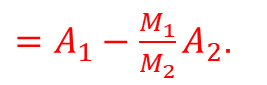 = A₁ − M₁/M₂ A₂.